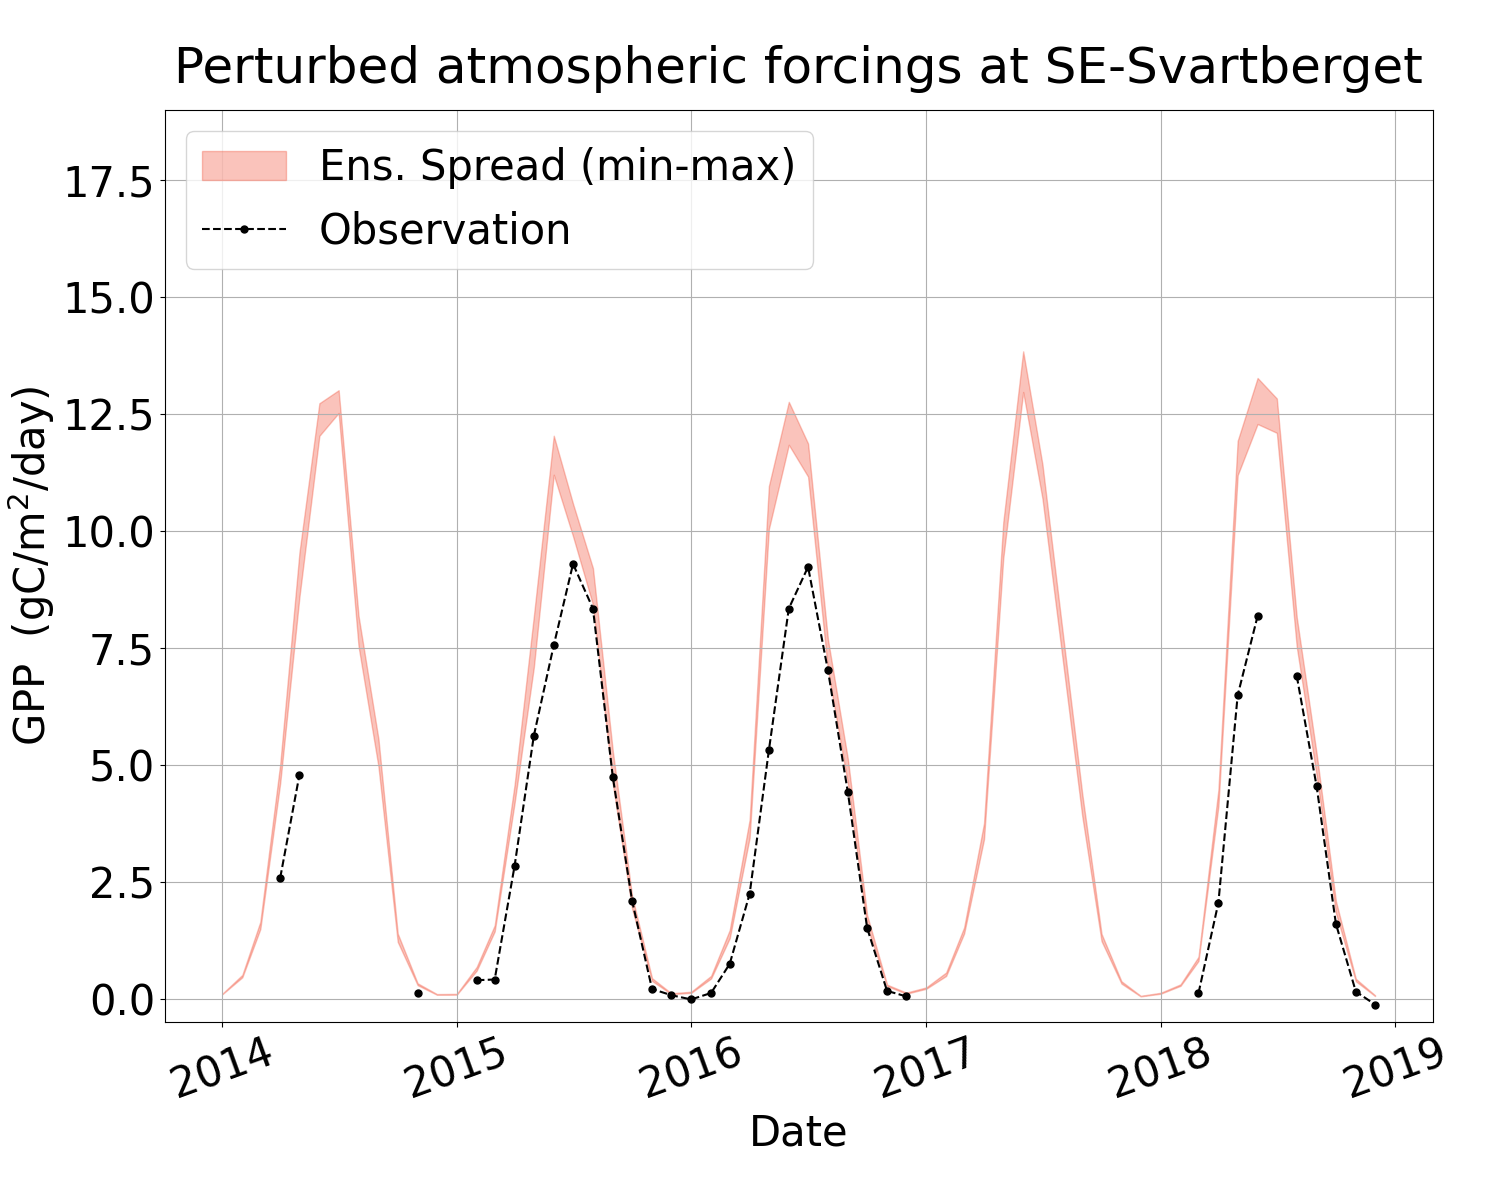 Perturbed atmospheric forcings at SE-Svartberget
Ens. Spread (min-max)
Observation
17.5
15.0
12.5
10.0
7.5
5.0
2.5
0.0
GPP (gC/m²/day)
2014 2015 2016 2017 2018 2019
Date